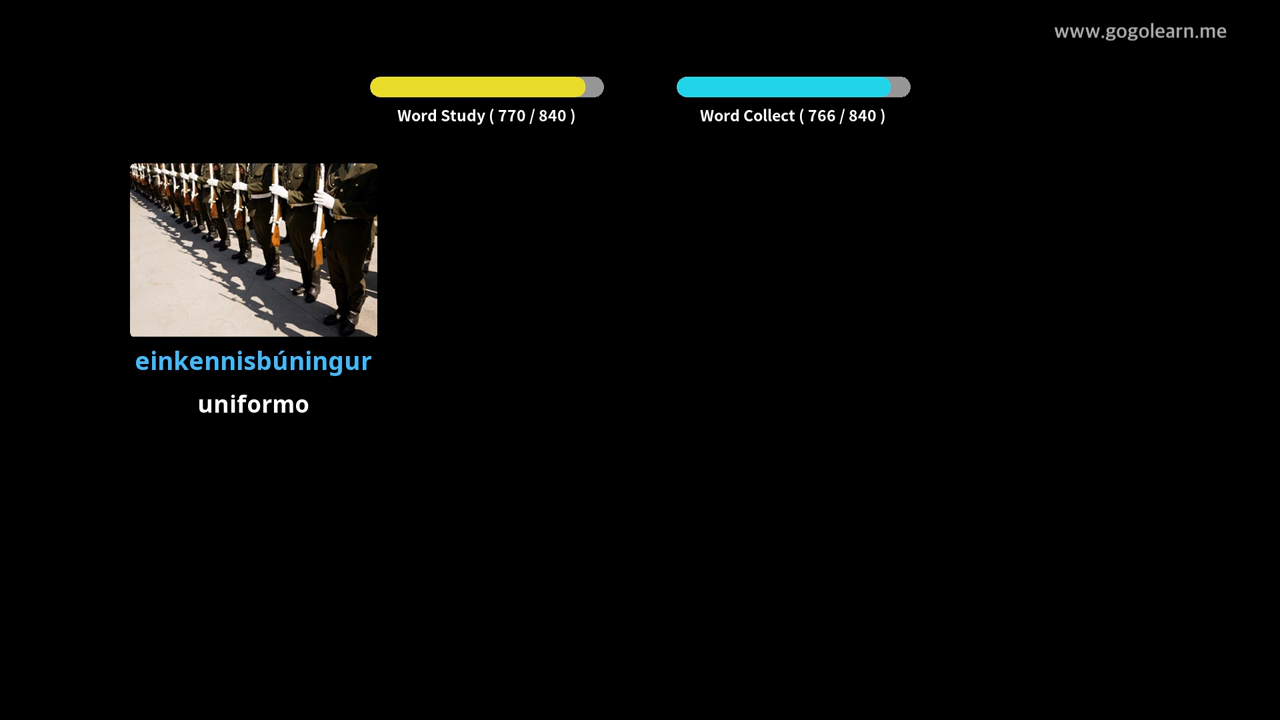 www.gogolearn.me
Word Study ( 770 / 840 )
Word Collect ( 766 / 840 )
einkennisbúningur
uniformo